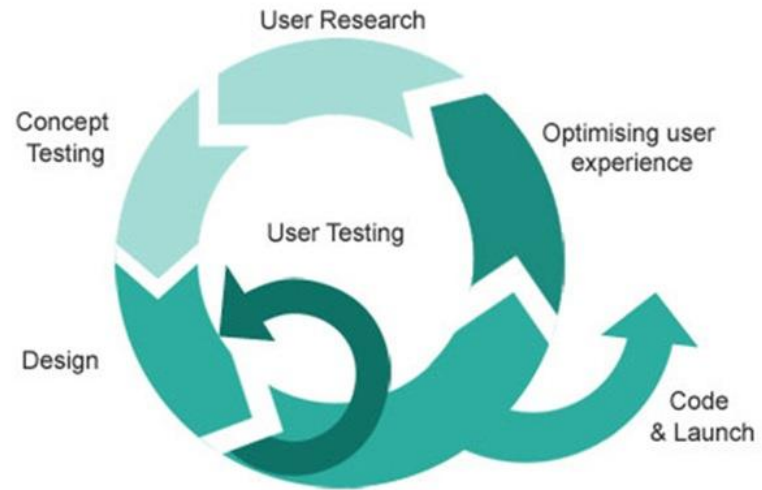 User Research
Concept
Testing
Optimising user
experience
User Testing
Design
Code
& Launch